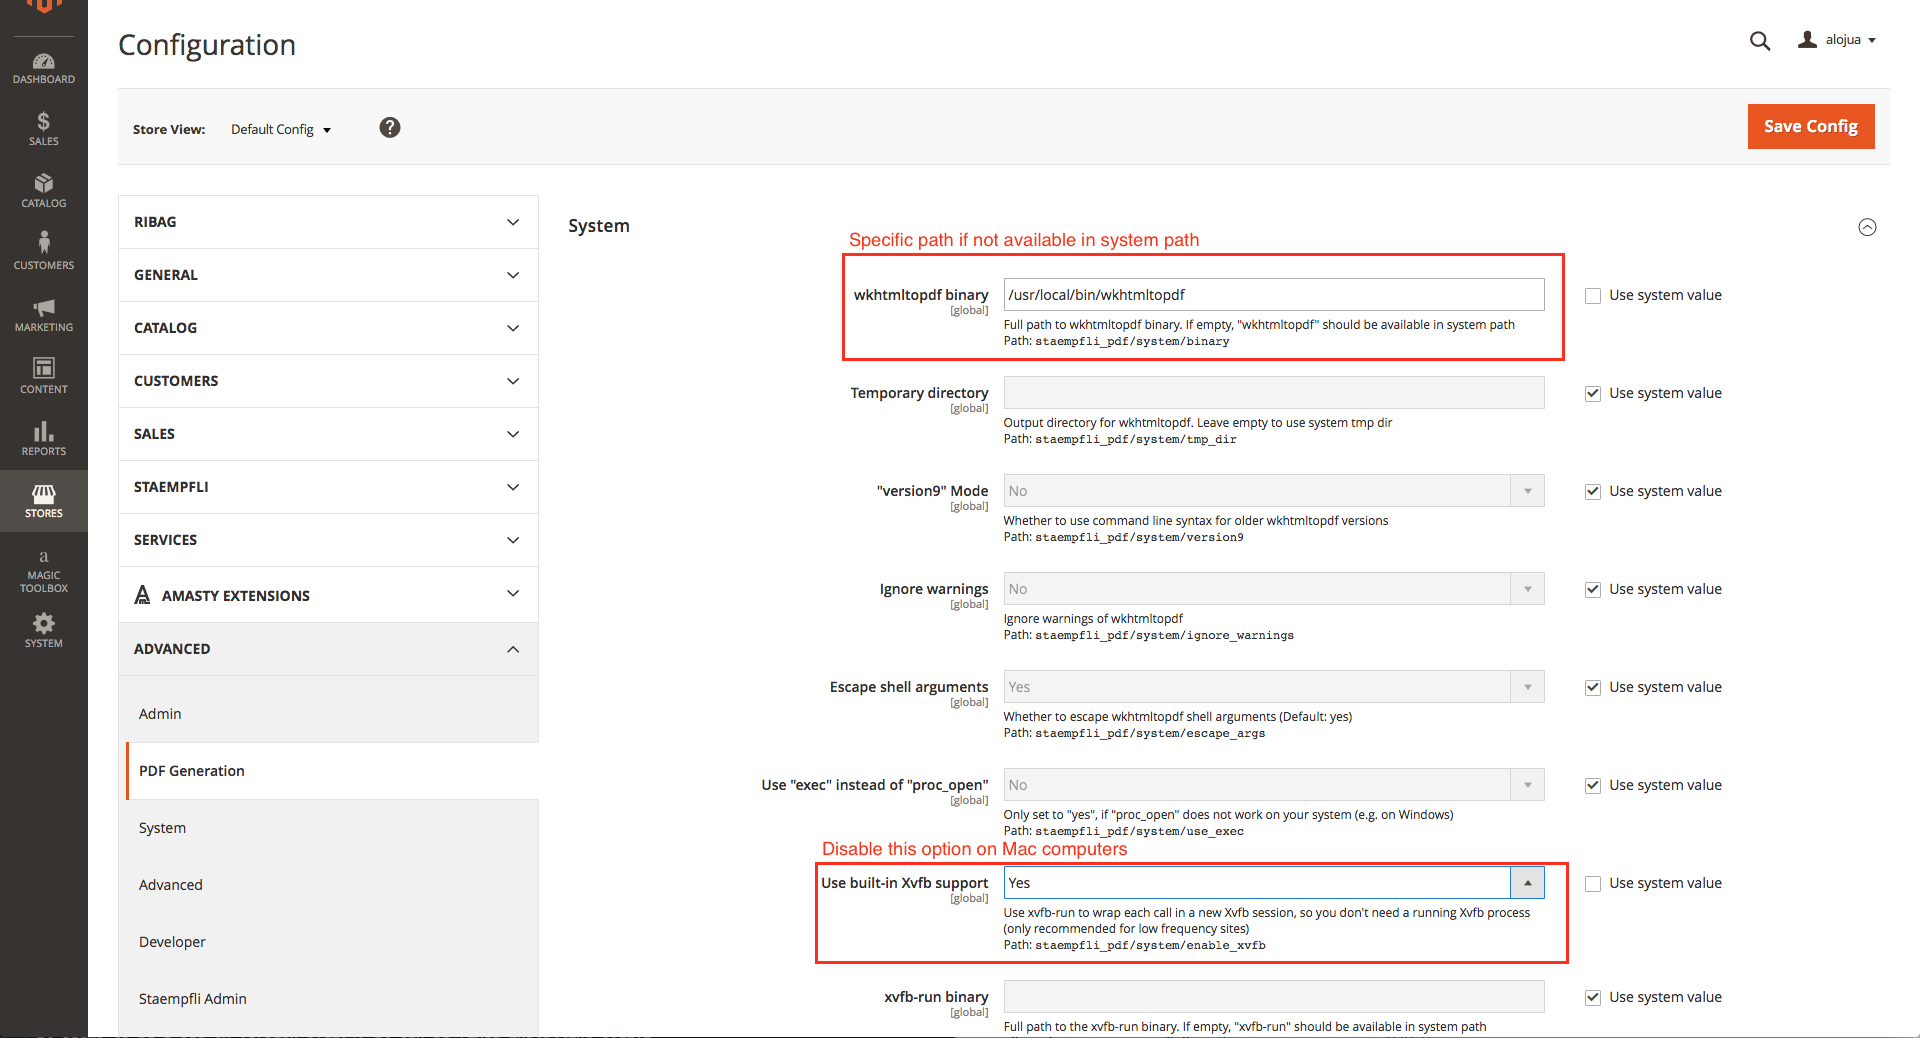 Configuration
alojua
DASHBOARD
SALES
CATALOG
CUSTOMERS
MARKETING
CONTENT
REPORTS
STORES
a
MAGIC
TOOLBOX
SYSTEM
Store View: Default Config
?
Save Config
RIBAG
GENERAL
CATALOG
CUSTOMERS
SALES
STAEMPFLI
SERVICES
AMASTY EXTENSIONS
ADVANCED
Admin
PDF Generation
System
Advanced
Developer
Staempfli Admin
System
Specific path if not available in system path
wkhtmltopdf binary /usr/local/bin/wkhtmltopdf Use system value
[global]
Full path to wkhtmltopdf binary. If empty, "wkhtmltopdf" should be available in system path
Path: staempfli_pdf/system/binary
Temporary directory Use system value
[global]
Output directory for wkhtmltopdf. Leave empty to use system tmp dir
Path: staempfli_pdf/system/tmp_dir
"version9" Mode No Use system value
[global]
Whether to use command line syntax for older wkhtmltopdf versions
Path: staempfli_pdf/system/version9
Ignore warnings No Use system value
[global]
Ignore warnings of wkhtmltopdf
Path: staempfli_pdf/system/ignore_warnings
Escape shell arguments Yes Use system value
[global]
Whether to escape wkhtmltopdf shell arguments (Default: yes)
Path: staempfli_pdf/system/escape_args
Use "exec" instead of "proc_open" No Use system value
[global]
Only set to "yes", if "proc_open" does not work on your system (e.g. on Windows)
Path: staempfli_pdf/system/use_exec
Disable this option on Mac computers
Use built-in Xvfb support Yes Use system value
[global]
Use xvfb-run to wrap each call in a new Xvfb session, so you don't need a running Xvfb process
(only recommended for low frequency sites)
Path: staempfli_pdf/system/enable_xvfb
xvfb-run binary Use system value
[global]
Full path to the xvfb-run binary. If empty, "xvfb-run" should be available in system path